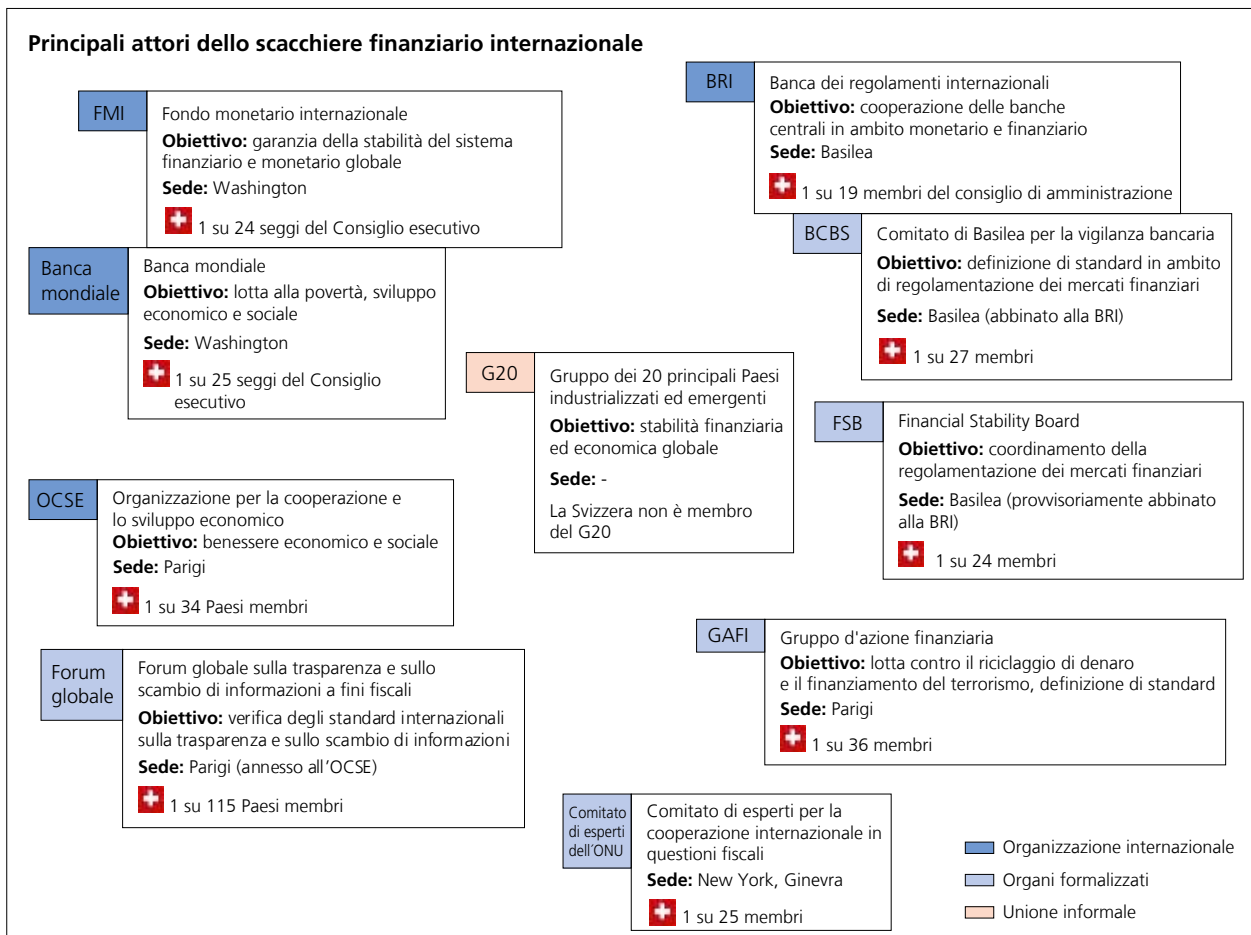 Principali attori dello scacchiere finanziario internazionale
FMI
Fondo monetario internazionale
Obiettivo: garanzia della stabilità del sistema
finanziario e monetario globale
Sede: Washington
1 su 24 seggi del Consiglio esecutivo
BRI
Banca dei regolamenti internazionali
Obiettivo: cooperazione delle banche
centrali in ambito monetario e finanziario
Sede: Basilea
1 su 19 membri del consiglio di amministrazione
Banca
mondiale
Banca mondiale
Obiettivo: lotta alla povertà, sviluppo
economico e sociale
Sede: Washington
1 su 25 seggi del Consiglio
esecutivo
BCBS
Comitato di Basilea per la vigilanza bancaria
Obiettivo: definizione di standard in ambito
di regolamentazione dei mercati finanziari
Sede: Basilea (abbinato alla BRI)
1 su 27 membri
G20
Gruppo dei 20 principali Paesi
industrializzati ed emergenti
Obiettivo: stabilità finanziaria
ed economica globale
Sede: -
La Svizzera non è membro
del G20
FSB
Financial Stability Board
Obiettivo: coordinamento della
regolamentazione dei mercati finanziari
Sede: Basilea (provvisoriamente abbinato
alla BRI)
1 su 24 membri
OCSE
Organizzazione per la cooperazione e
lo sviluppo economico
Obiettivo: benessere economico e sociale
Sede: Parigi
1 su 34 Paesi membri
GAFI
Gruppo d'azione finanziaria
Obiettivo: lotta contro il riciclaggio di denaro
e il finanziamento del terrorismo, definizione di standard
Sede: Parigi
1 su 36 membri
Forum
globale
Forum globale sulla trasparenza e sullo
scambio di informazioni a fini fiscali
Obiettivo: verifica degli standard internazionali
sulla trasparenza e sullo scambio di informazioni
Sede: Parigi (annesso all'OCSE)
1 su 115 Paesi membri
Comitato
di esperti
dell´ONU
Comitato di esperti per la
cooperazione internazionale in
questioni fiscali
Sede: New York, Ginevra
1 su 25 membri
Organizzazione internazionale
Organi formalizzati
Unione informale